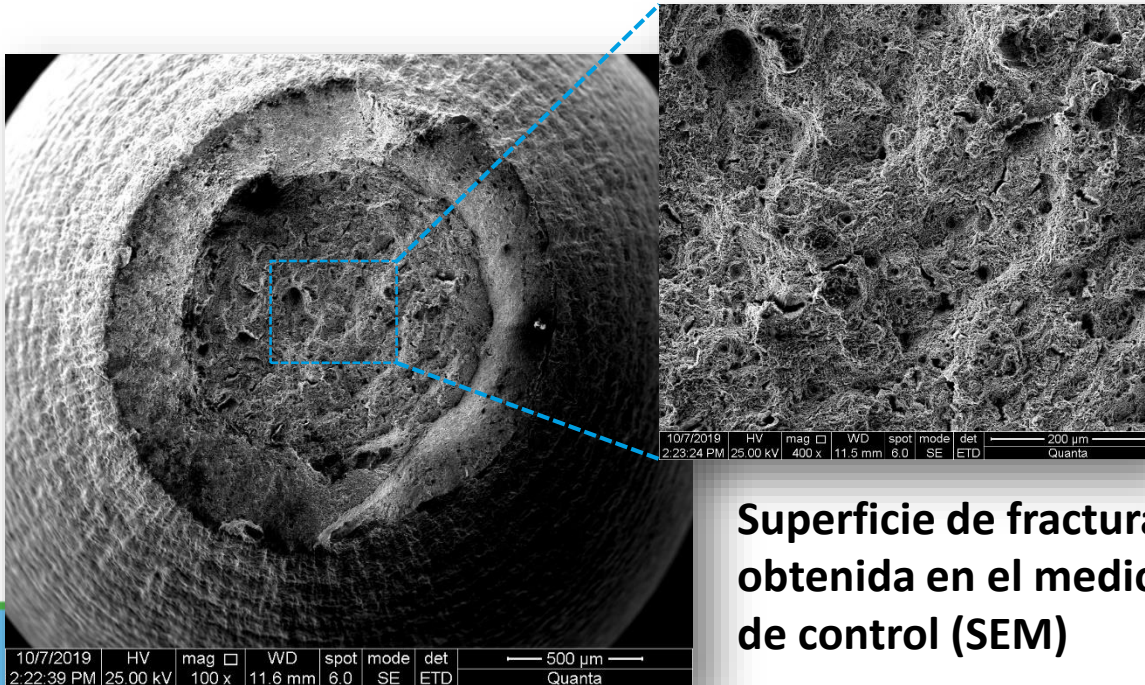 10/7/2019 HV mag □ WD spot mode det 200 µm
2:23:24 PM 25.00 kV 400 x 11.5 mm 6.0 SE ETD Quanta
Superficie de fractura
obtenida en el medio
de control (SEM)
10/7/2019 HV mag □ WD spot mode det 500 µm
2:22:39 PM 25.00 kV 100 x 11.6 mm 6.0 SE ETD Quanta